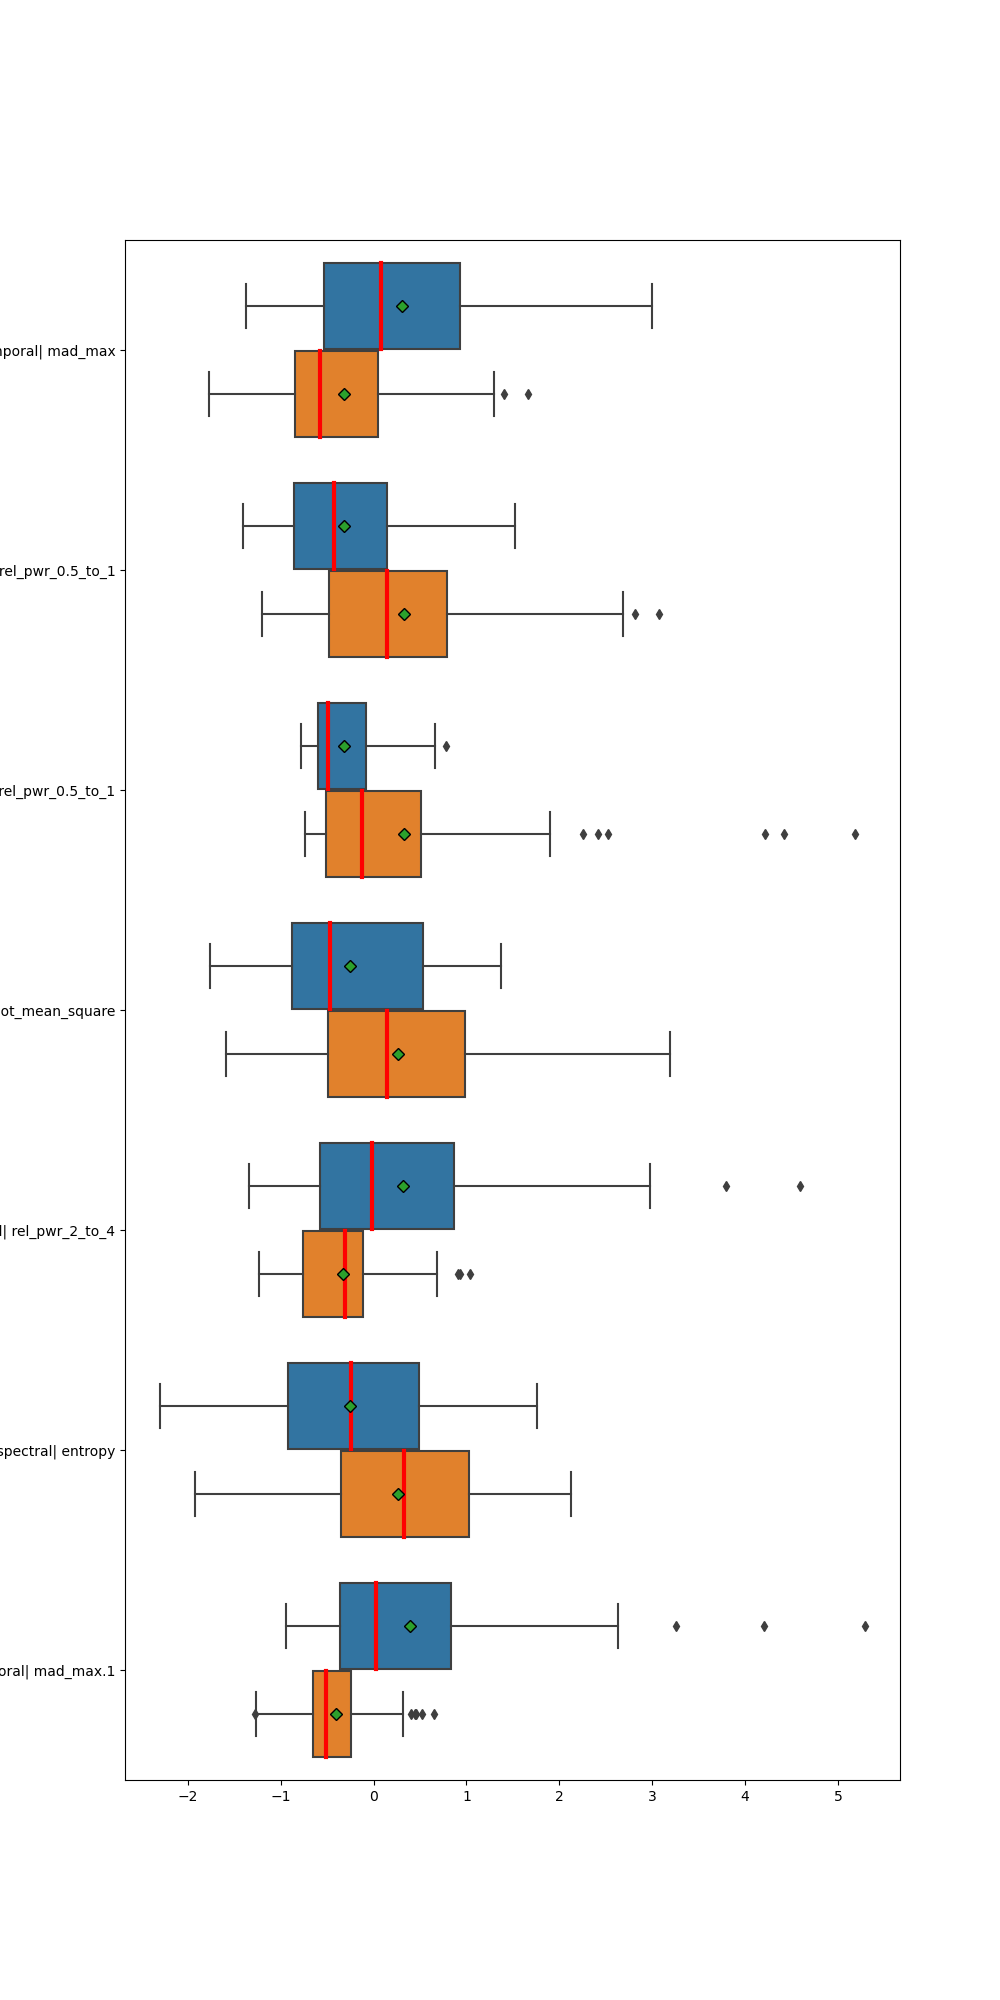 mporal| mad_max
rel_pwr_0.5_to_1
rel_pwr_0.5_to_1
ot_mean_square
l| rel_pwr_2_to_4
spectral| entropy
oral| mad_max.1
−2 −1 0 1 2 3 4 5